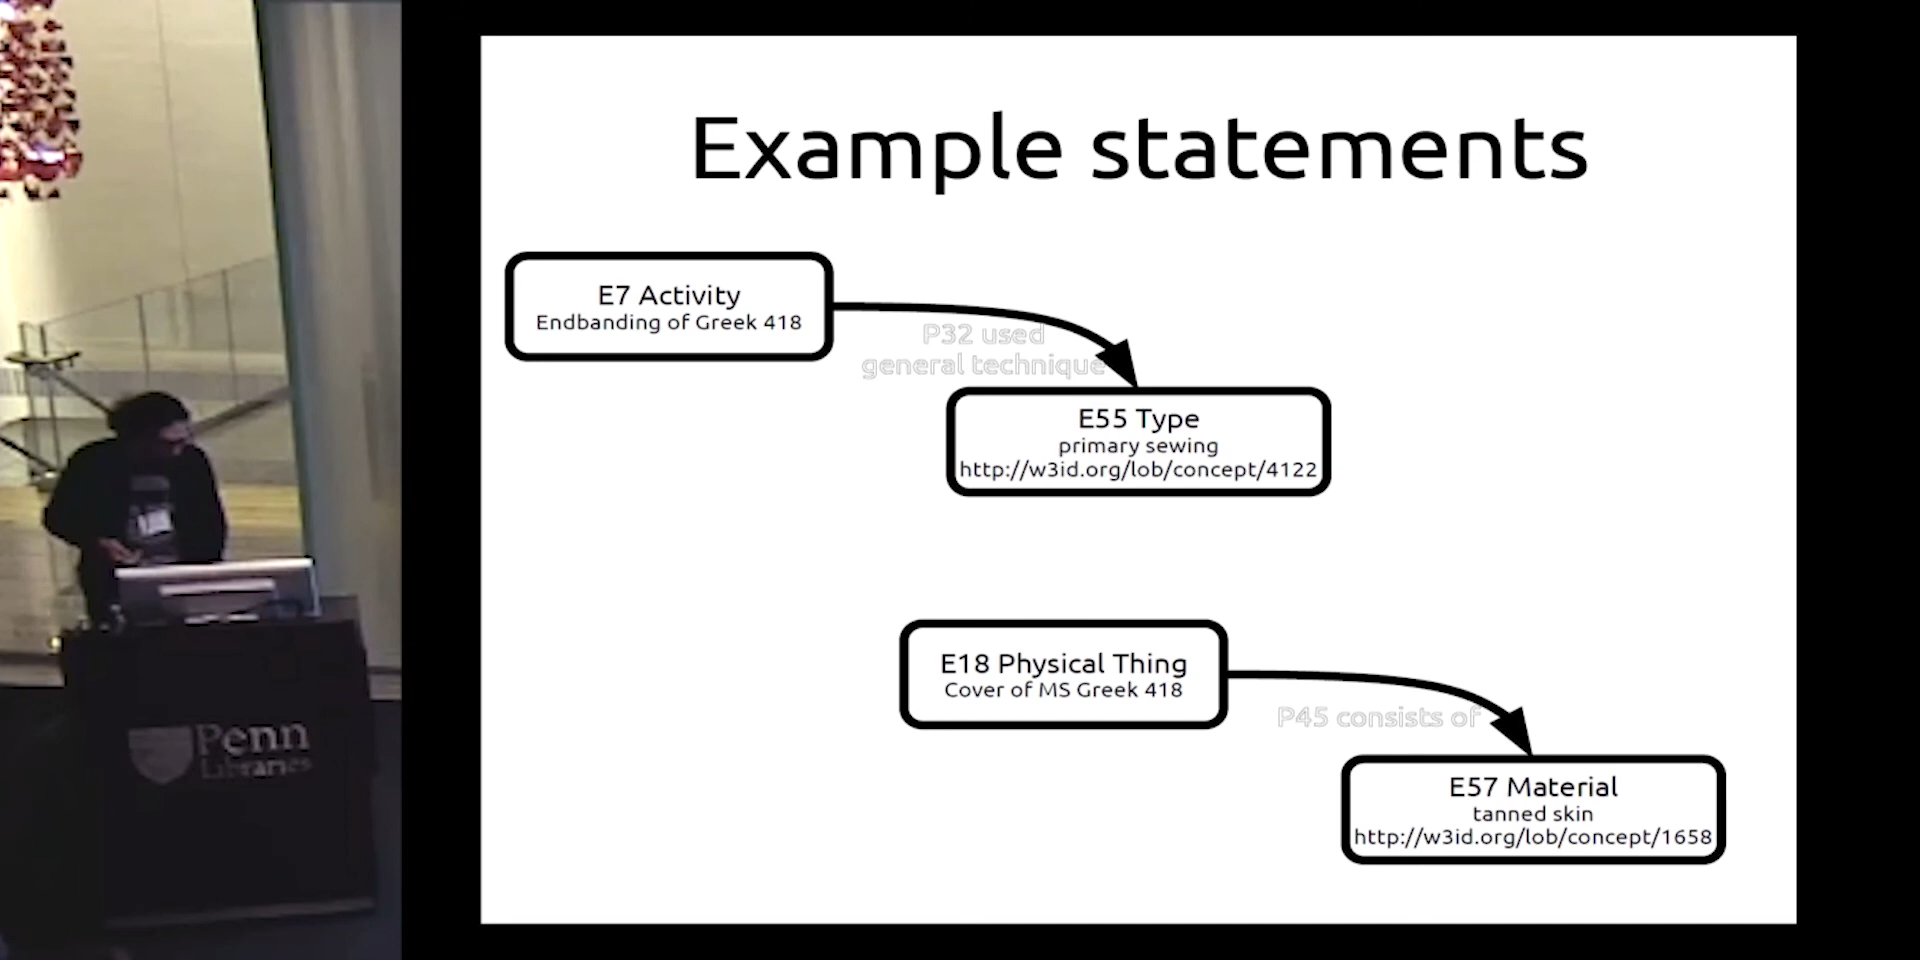 Example statements
E7 Activity
Endbanding of Greek 418
P32 used
general technique
E55 Type
primary sewing
http://w3id.org/lob/concept/4122
E18 Physical Thing
Cover of MS Greek 418
P45 consists of
E57 Material
tanned skin
http://w3id.org/lob/concept/1658
Penn
Libraries